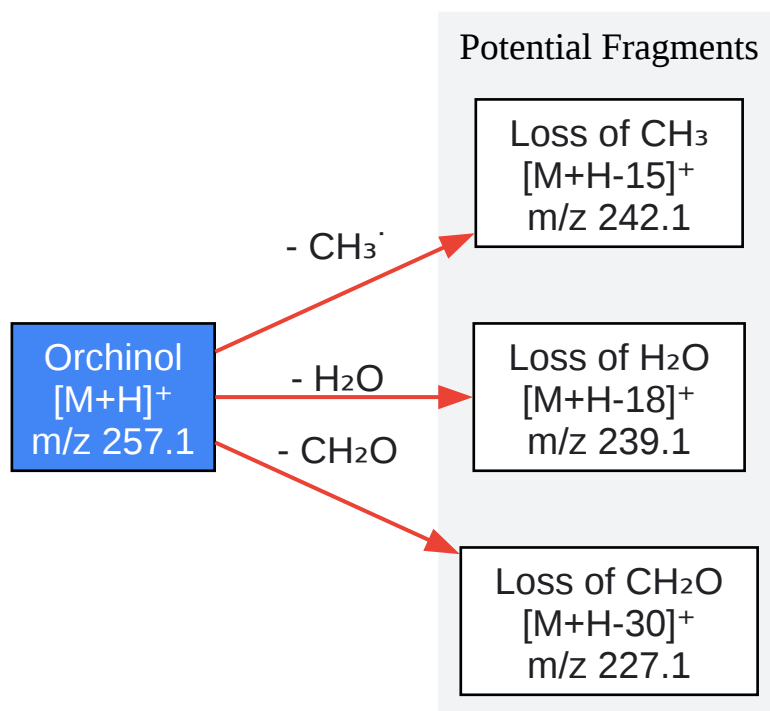 Potential Fragments
Loss of CH₃
[M+H-15]⁺
m/z 242.1
- CH₃˙
Orchinol
[M+H]⁺
m/z 257.1
- H₂O
Loss of H₂O
[M+H-18]⁺
m/z 239.1
- CH₂O
Loss of CH₂O
[M+H-30]⁺
m/z 227.1